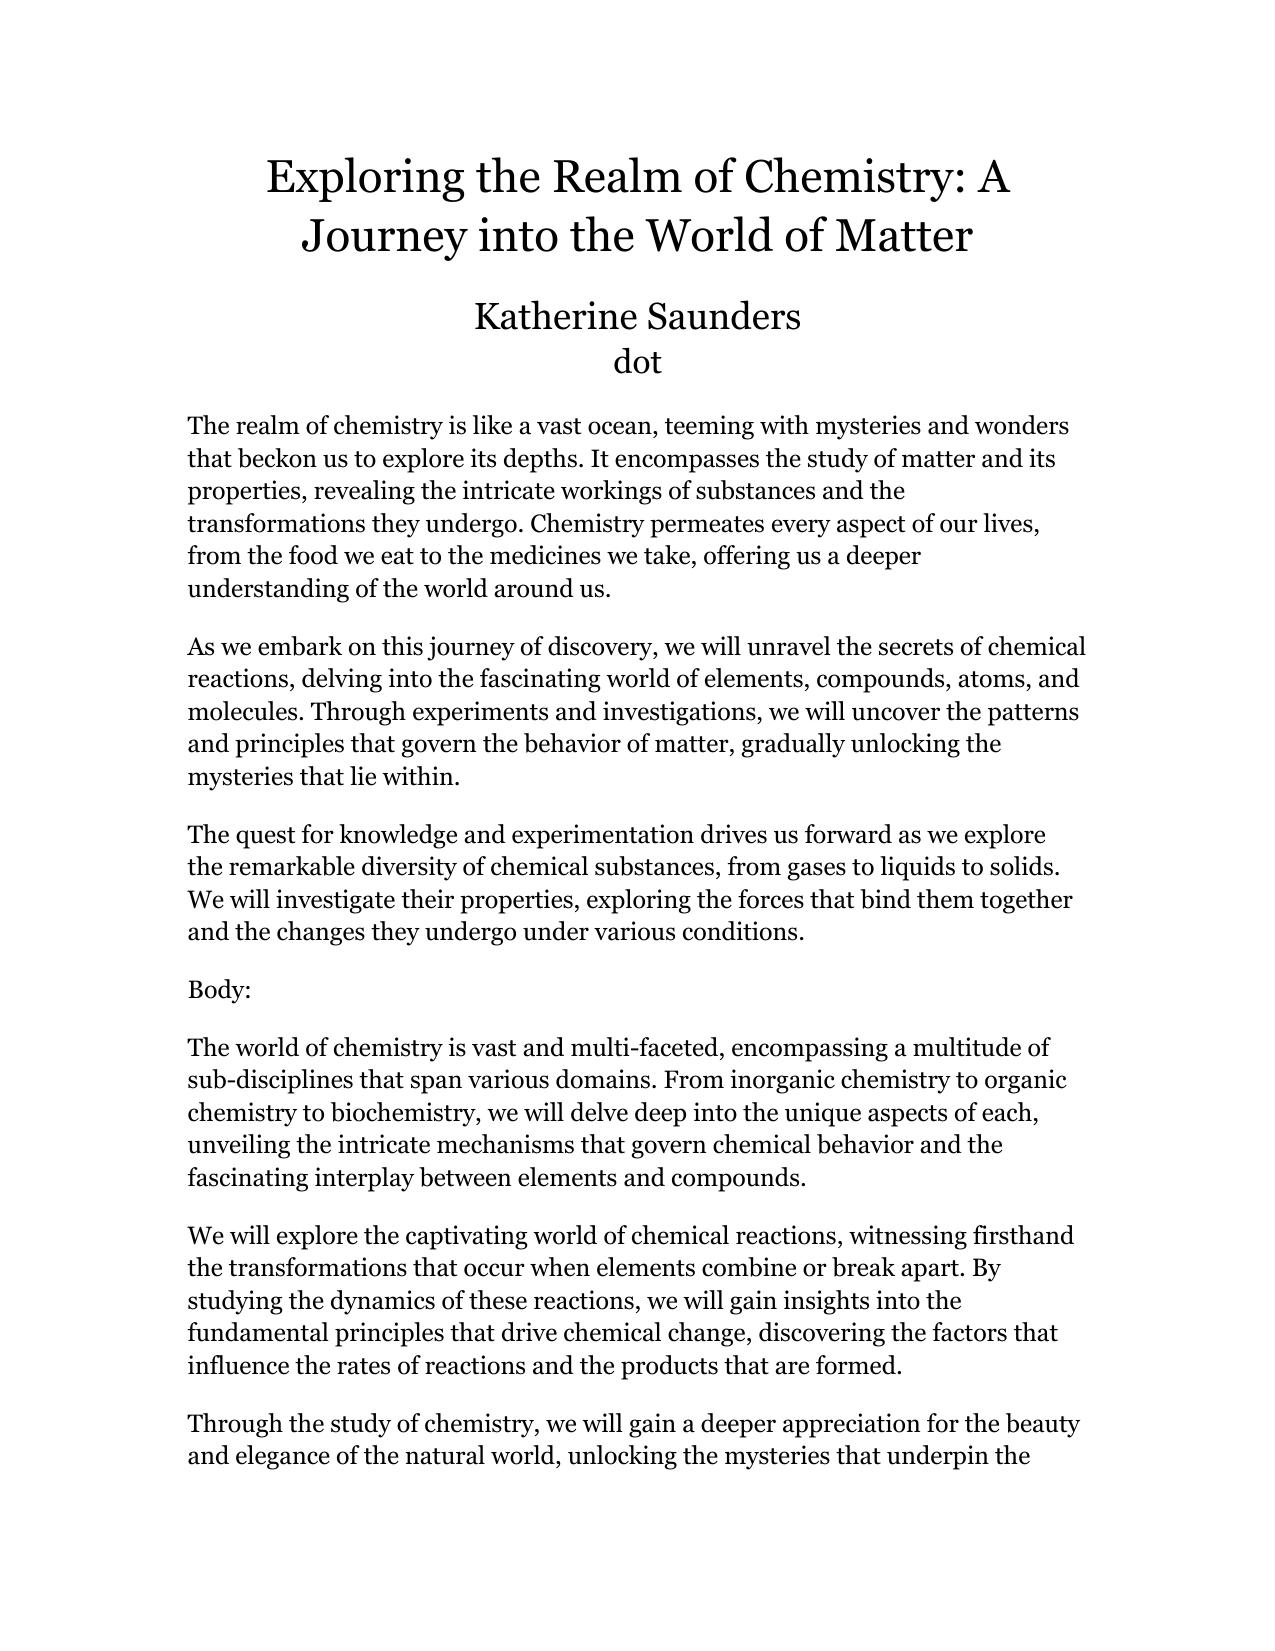 Exploring the Realm of Chemistry: A
Journey into the World of Matter
Katherine Saunders
dot
The realm of chemistry is like a vast ocean, teeming with mysteries and wonders
that beckon us to explore its depths. It encompasses the study of matter and its
properties, revealing the intricate workings of substances and the
transformations they undergo. Chemistry permeates every aspect of our lives,
from the food we eat to the medicines we take, offering us a deeper
understanding of the world around us.
As we embark on this journey of discovery, we will unravel the secrets of chemical
reactions, delving into the fascinating world of elements, compounds, atoms, and
molecules. Through experiments and investigations, we will uncover the patterns
and principles that govern the behavior of matter, gradually unlocking the
mysteries that lie within.
The quest for knowledge and experimentation drives us forward as we explore
the remarkable diversity of chemical substances, from gases to liquids to solids.
We will investigate their properties, exploring the forces that bind them together
and the changes they undergo under various conditions.
Body:
The world of chemistry is vast and multi-faceted, encompassing a multitude of
sub-disciplines that span various domains. From inorganic chemistry to organic
chemistry to biochemistry, we will delve deep into the unique aspects of each,
unveiling the intricate mechanisms that govern chemical behavior and the
fascinating interplay between elements and compounds.
We will explore the captivating world of chemical reactions, witnessing firsthand
the transformations that occur when elements combine or break apart. By
studying the dynamics of these reactions, we will gain insights into the
fundamental principles that drive chemical change, discovering the factors that
influence the rates of reactions and the products that are formed.
Through the study of chemistry, we will gain a deeper appreciation for the beauty
and elegance of the natural world, unlocking the mysteries that underpin the